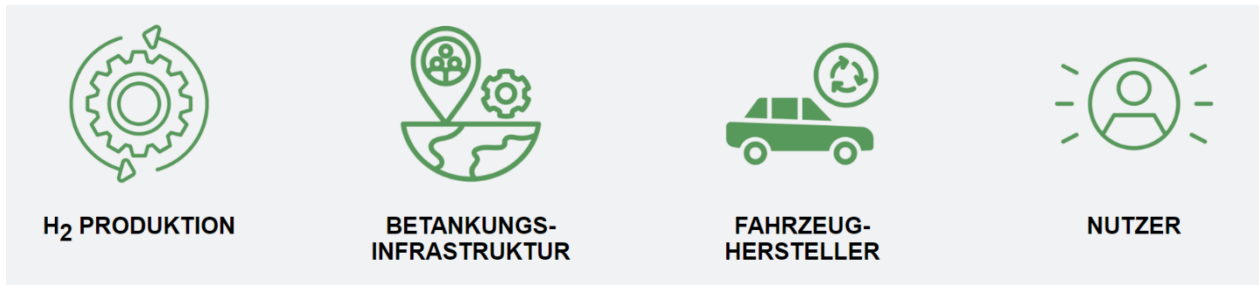 H₂ PRODUKTION
BETANKUNGS-
INFRASTRUKTUR
FAHRZEUG-
HERSTELLER
NUTZER